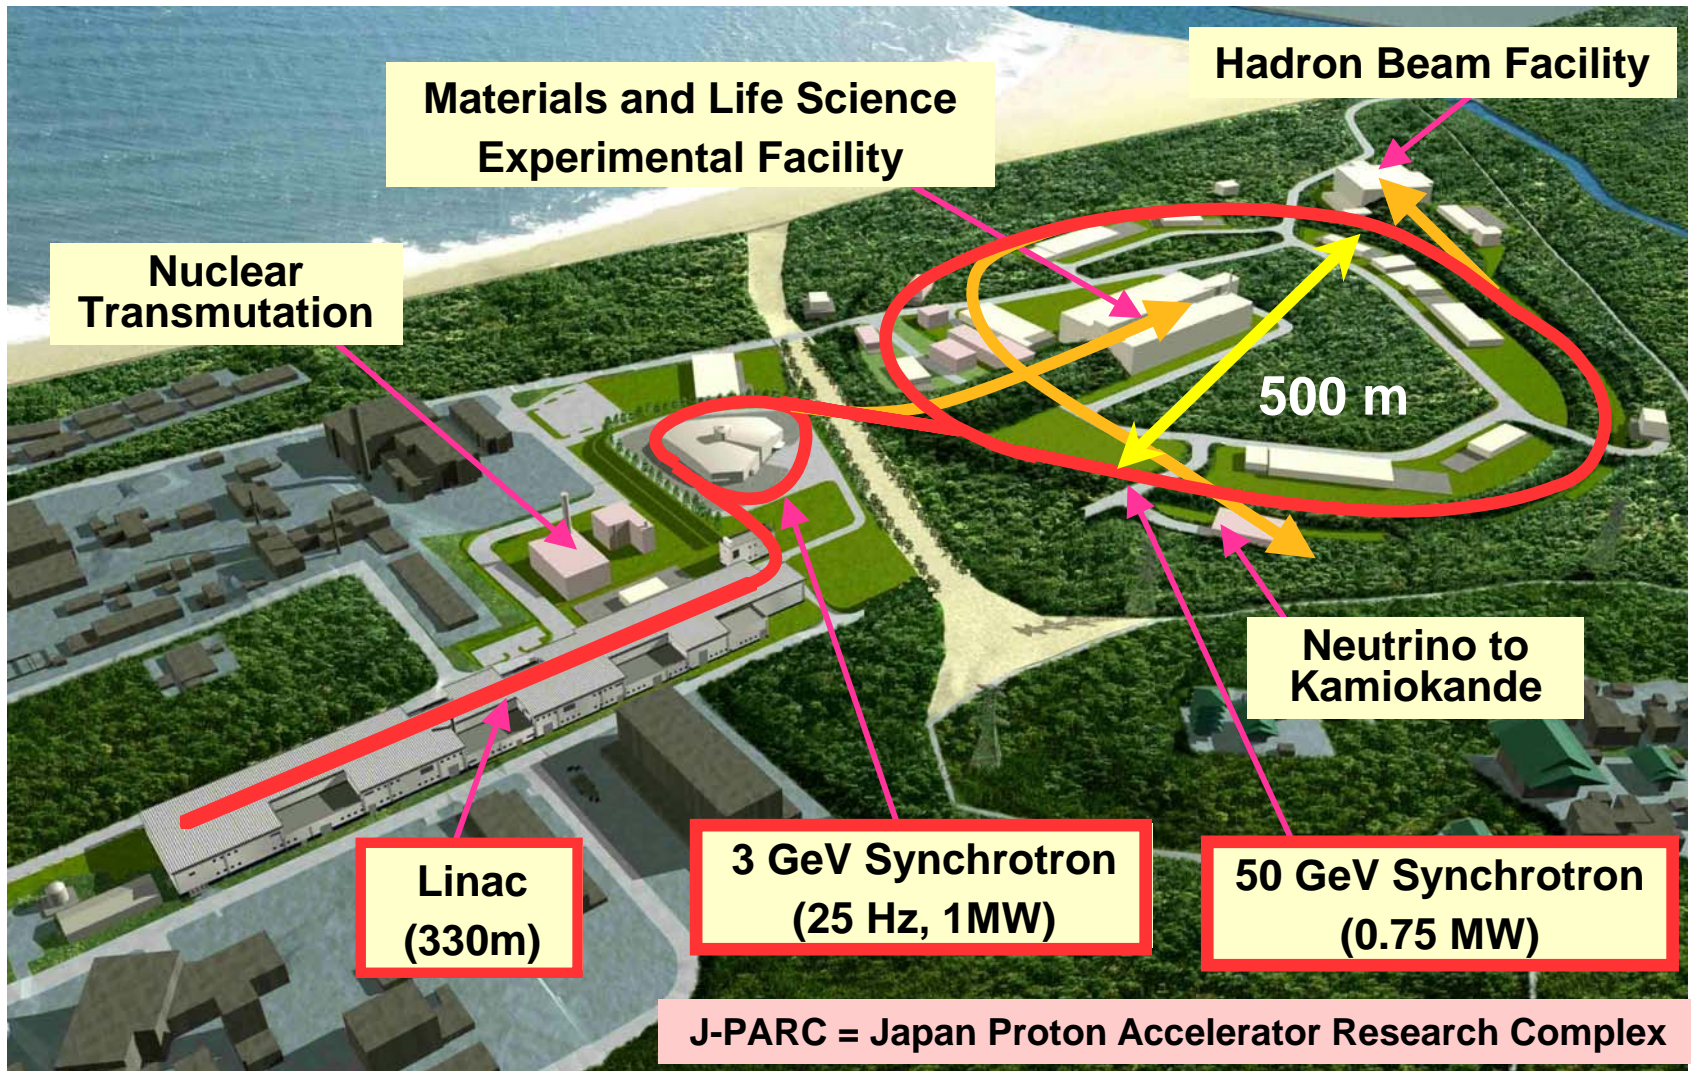 Hadron Beam Facility
Materials and Life Science
Experimental Facility
Nuclear
Transmutation
500 m
Neutrino to
Kamiokande
Linac
(330m)
3 GeV Synchrotron
(25 Hz, 1MW)
50 GeV Synchrotron
(0.75 MW)
J-PARC = Japan Proton Accelerator Research Complex